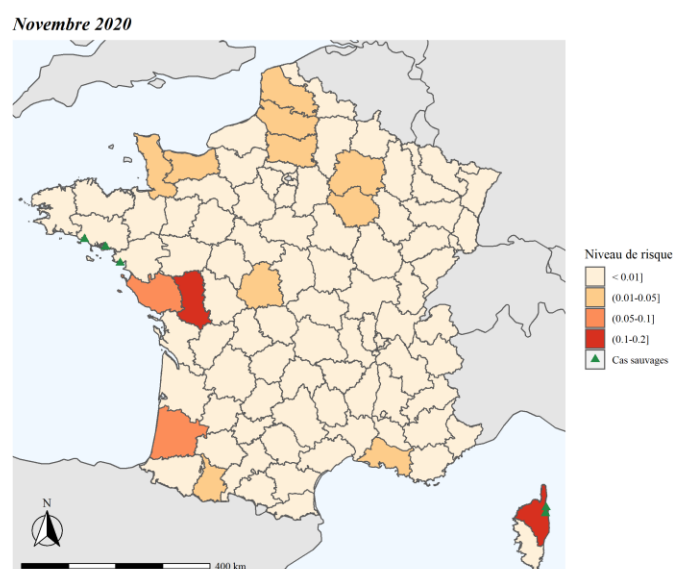 Novembre 2020
Niveau de risque
< 0.01]
(0.01-0.05]
(0.05-0.1]
(0.1-0.2]
Cas sauvages
N
400 km